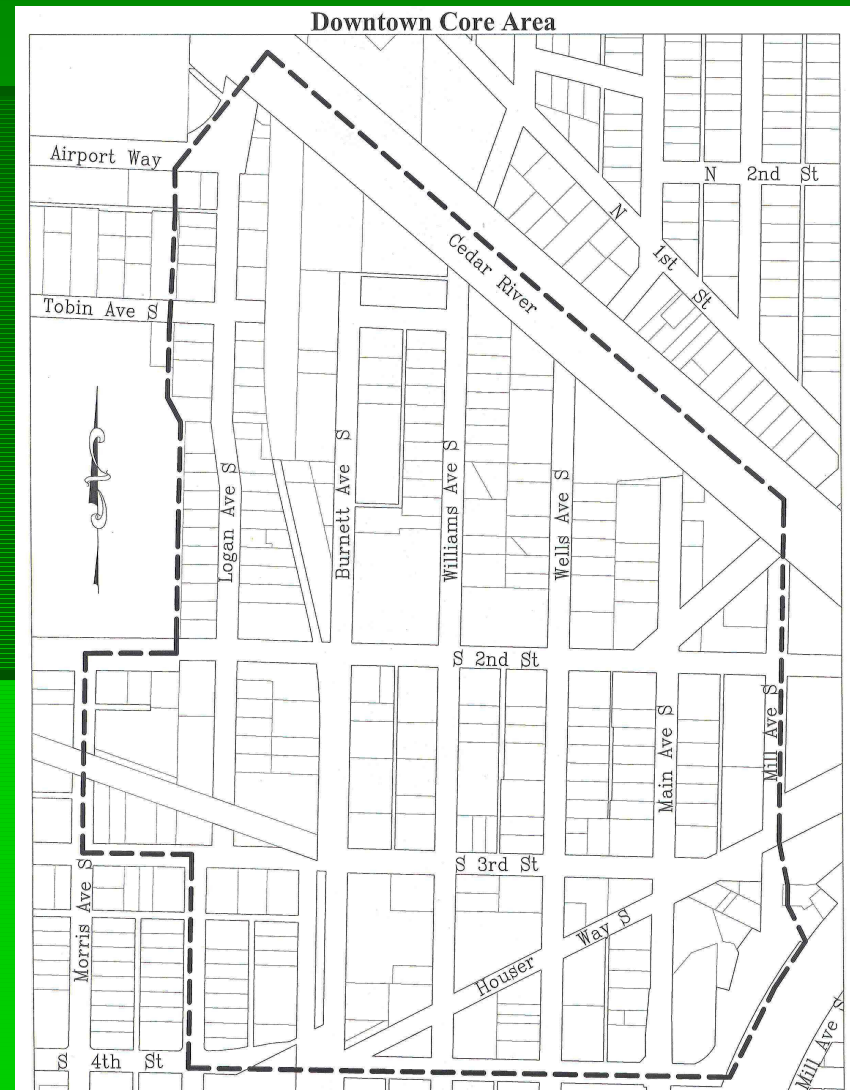 Downtown Core Area
Airport Way
N 2nd St
N 1st St
Cedar River
Tobin Ave S
Logan Ave S
Burnett Ave S
Williams Ave S
Wells Ave S
S 2nd St
Main Ave S
Mill Ave S
S 3rd St
Morris Ave S
Houser Way S
S 4th St
Mill Ave S